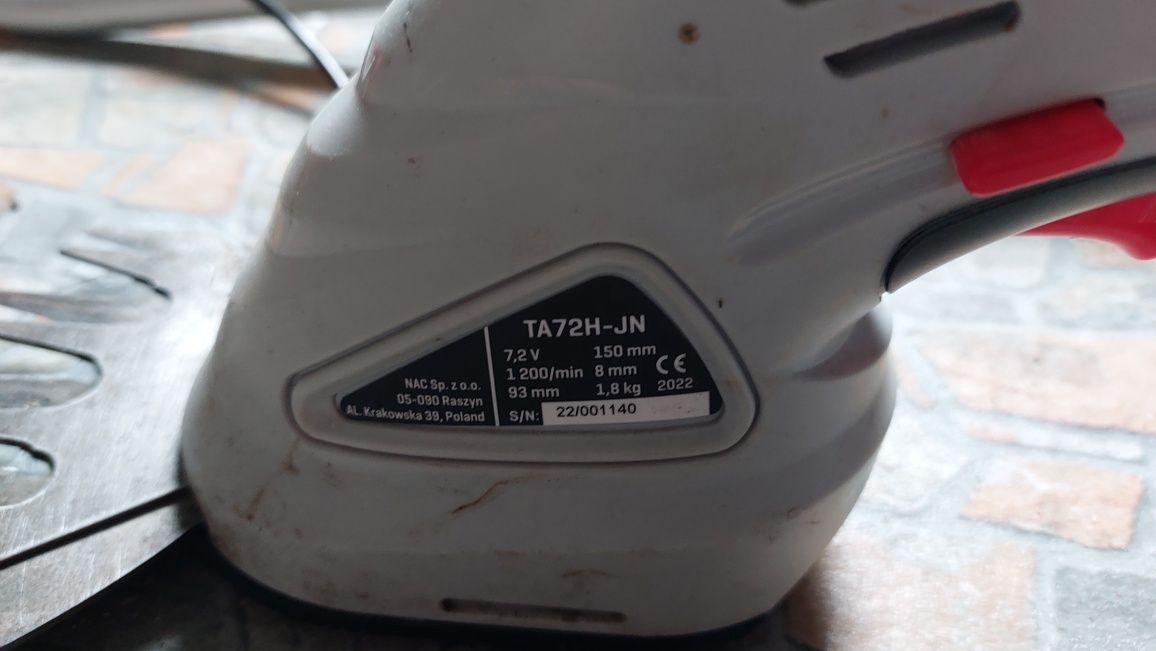 NAC Sp. z o.o.
05-090 Raszyn
AL. Krakowska 39, Poland
TA72H-JN
7,2 V 150 mm
1 200/min 8 mm CE
93 mm 1,8 kg 2022
S/N: 22/001140